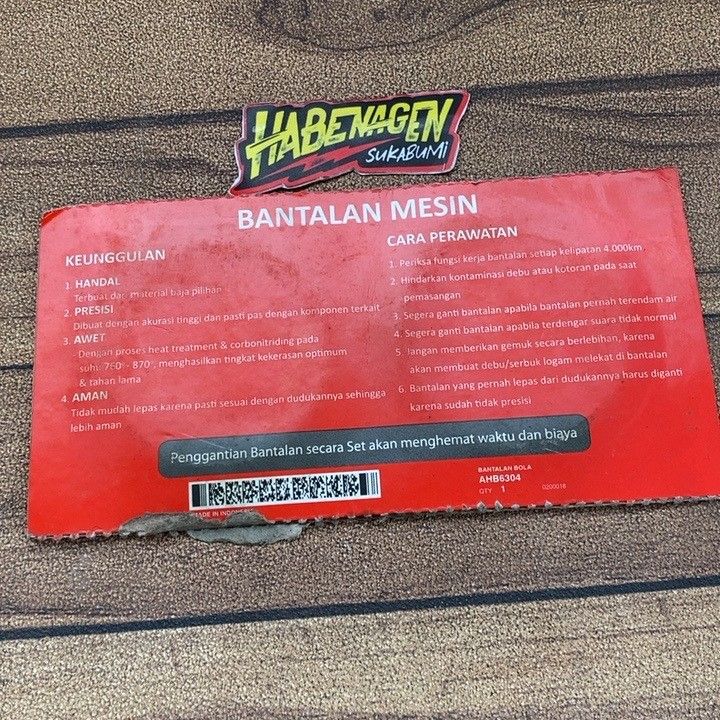 HABENAGEN
SUKABUMI
BANTALAN MESIN
KEUNGGULAN
1. HANDAL
Terbuat dari material baja pilihan
2. PRESISI
Dibuat dengan akurasi tinggi dan pasti pas dengan komponen terkait
3. AWET
Dengan proses heat treatment & corbonitriding pada
suhu 760° - 870°, menghasilkan tingkat kekerasan optimum
& tahan lama
4. AMAN
Tidak mudah lepas karena pasti sesuai dengan dudukannya sehingga
lebih aman
CARA PERAWATAN
1. Periksa fungsi kerja bantalan setiap kelipatan 4.000km
2. Hindarkan kontaminasi debu atau kotoran pada saat
pemasangan
3. Segera ganti bantalan apabila bantalan pernah terendam air
4. Segera ganti bantalan apabila terdengar suara tidak normal
5. Jangan memberikan gemuk secara berlebihan, karena
akan membuat debu/serbuk logam melekat di bantalan
6. Bantalan yang pernah lepas dari dudukannya harus diganti
karena sudah tidak presisi
Penggantian Bantalan secara Set akan menghemat waktu dan biaya
BANTALAN BOLA
AHB6304
QTY 1
0200018
MADE IN INDONESIA